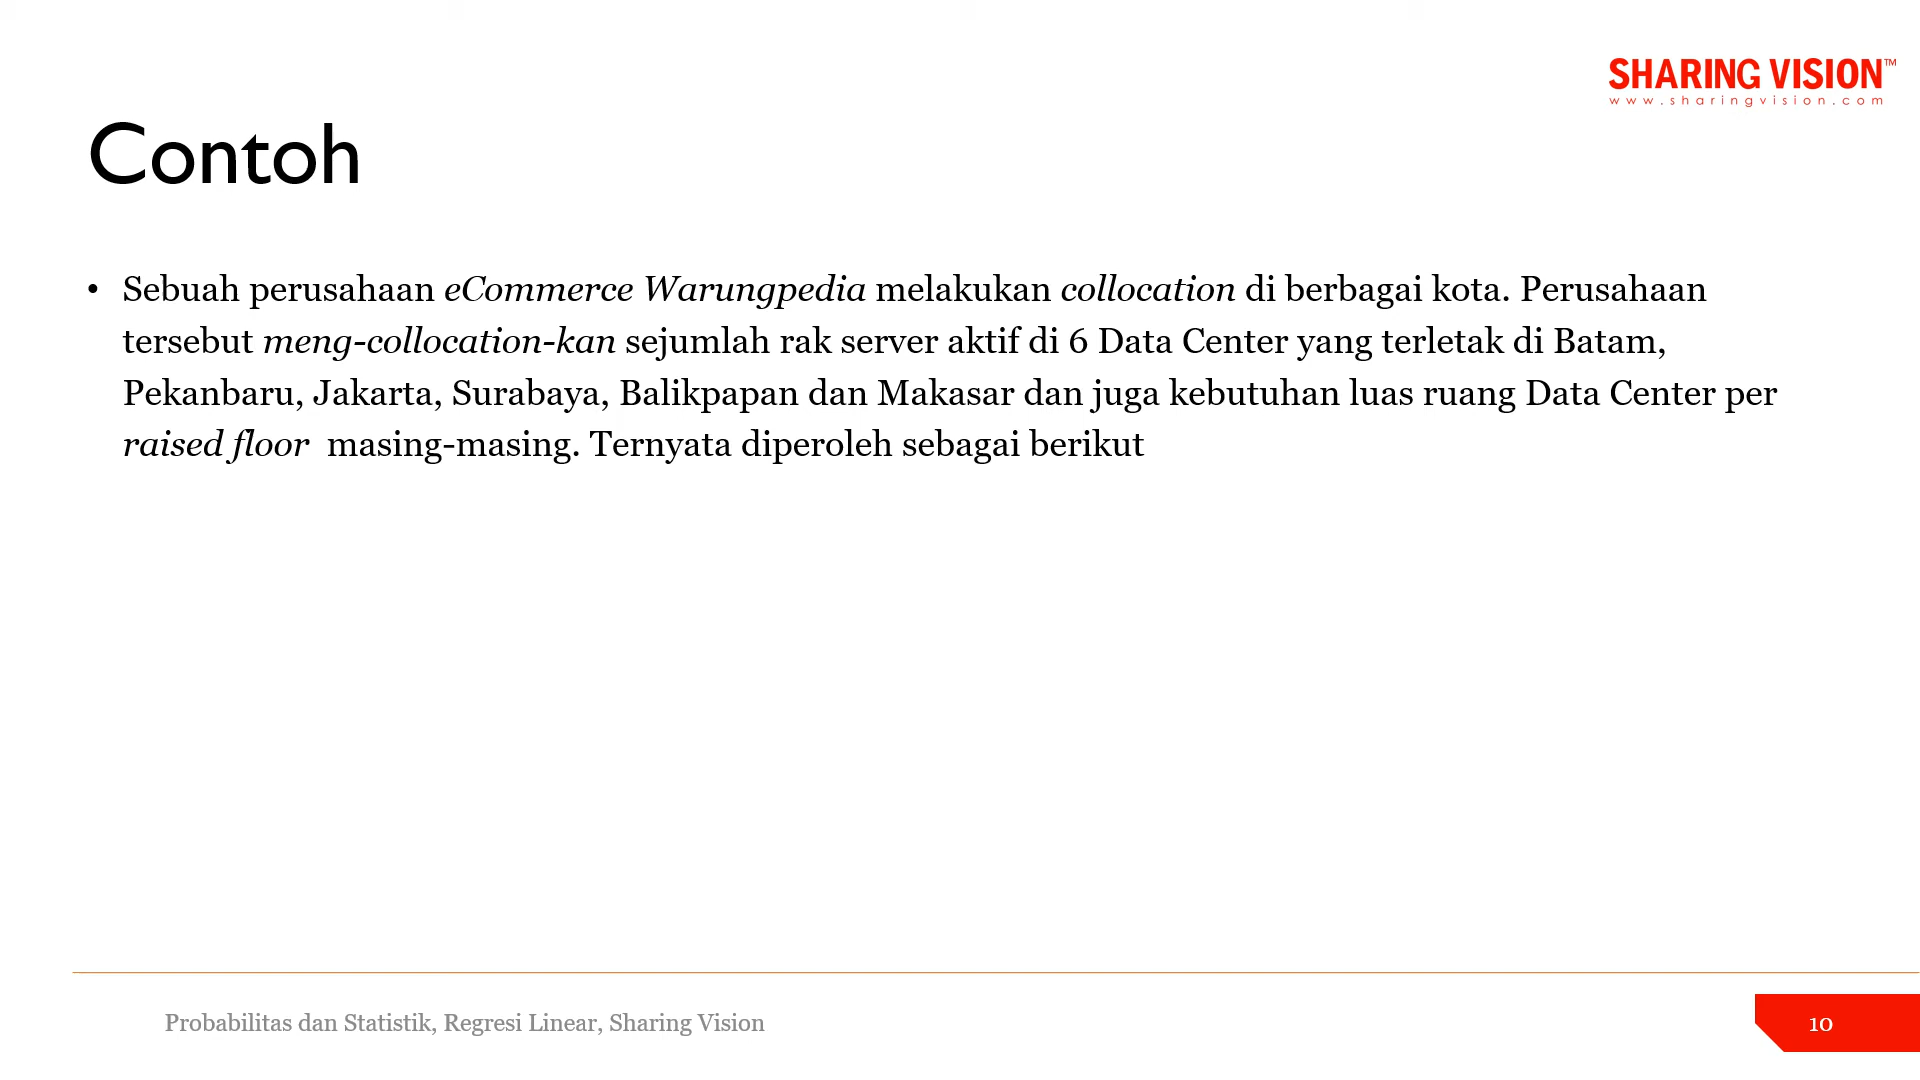 SHARING VISION™
www.sharingvision.com
Contoh
• Sebuah perusahaan eCommerce Warungpedia melakukan collocation di berbagai kota. Perusahaan
tersebut meng-collocation-kan sejumlah rak server aktif di 6 Data Center yang terletak di Batam,
Pekanbaru, Jakarta, Surabaya, Balikpapan dan Makasar dan juga kebutuhan luas ruang Data Center per
raised floor masing-masing. Ternyata diperoleh sebagai berikut
Probabilitas dan Statistik, Regresi Linear, Sharing Vision
10